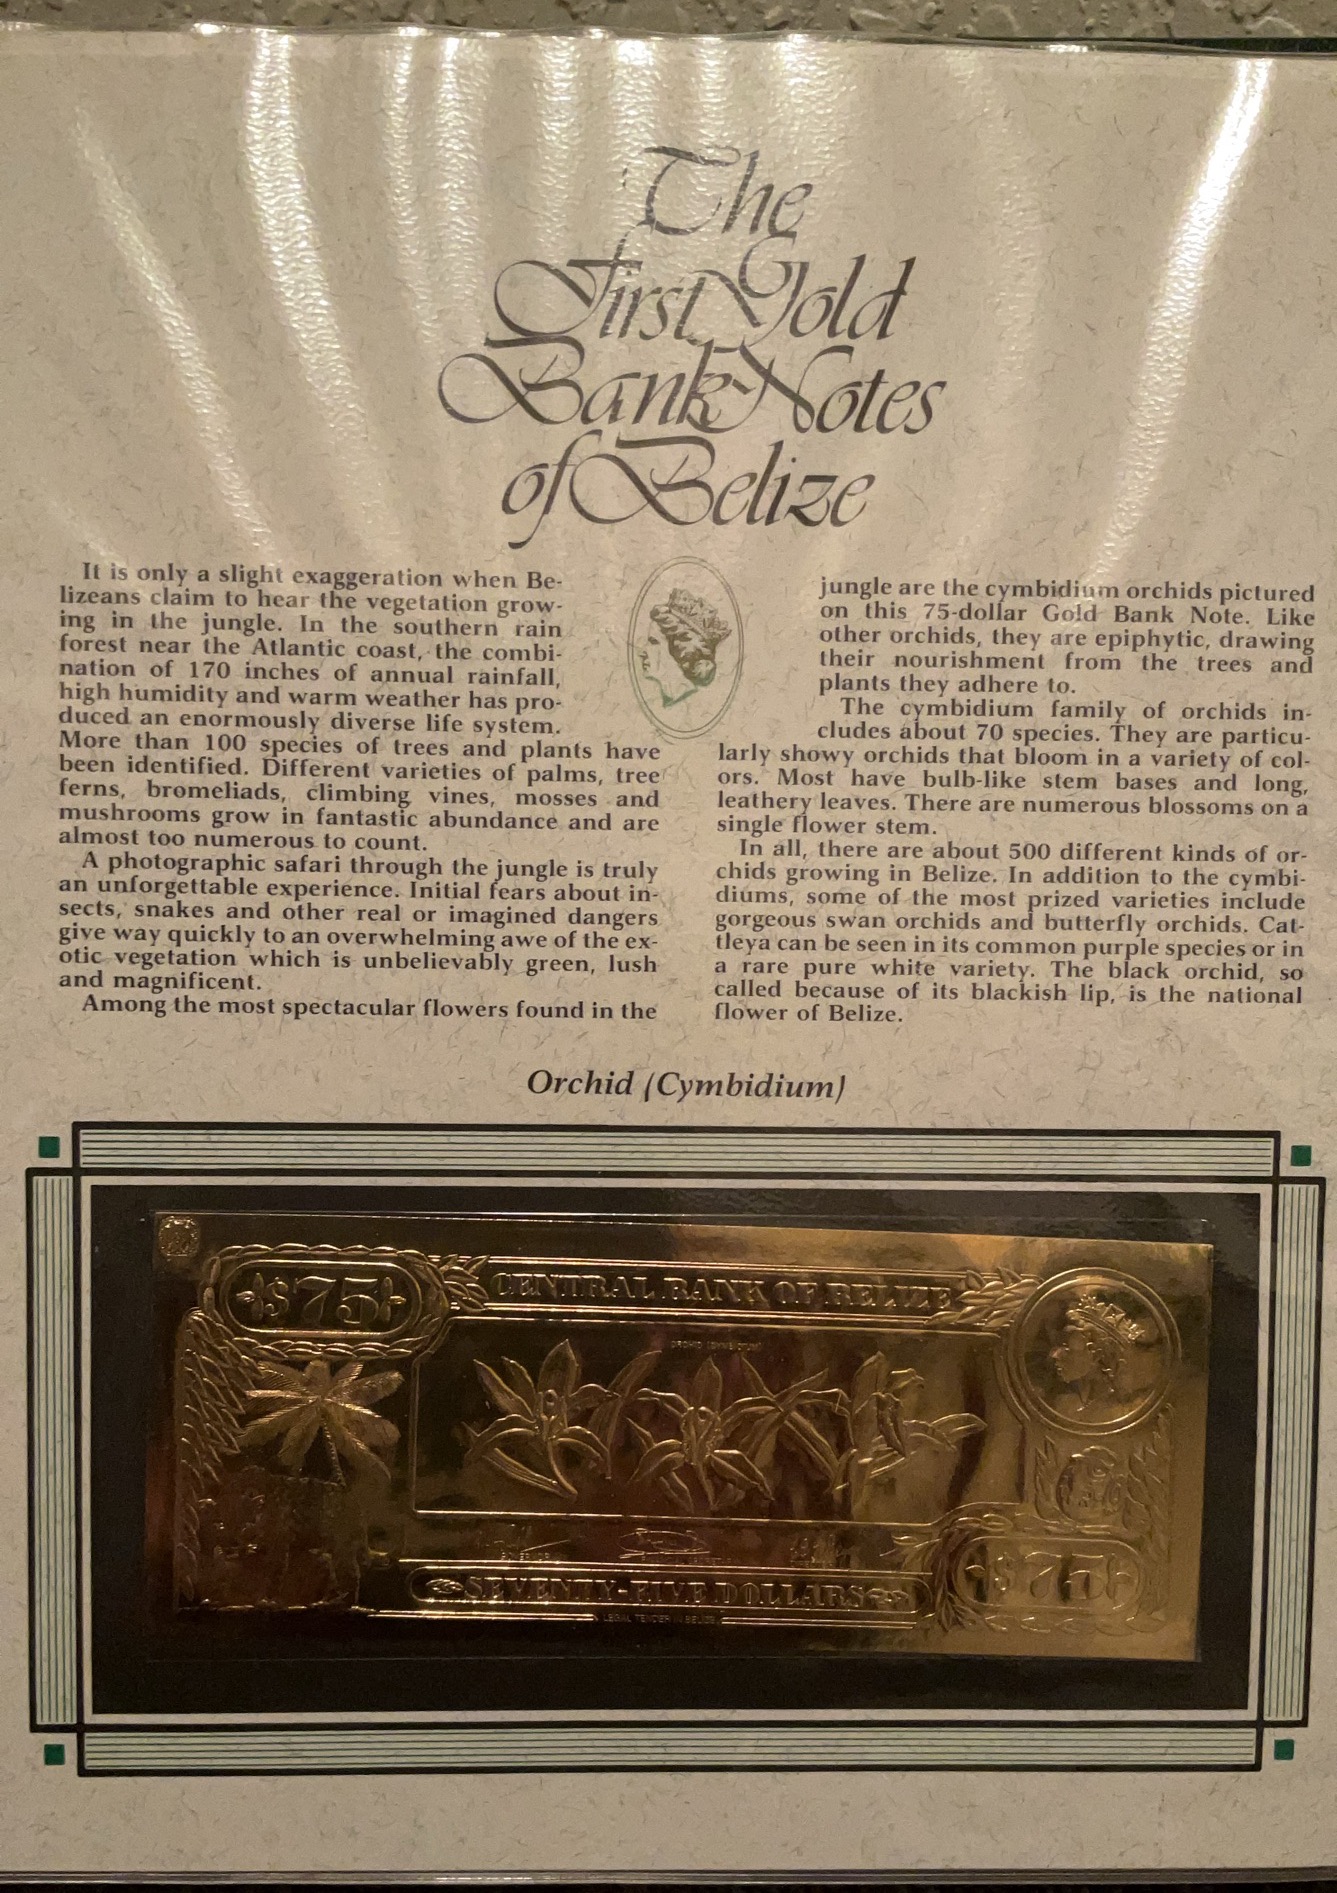 The
First Gold
Bank Notes
of Belize
It is only a slight exaggeration when Be-
lizeans claim to hear the vegetation grow-
ing in the jungle. In the southern rain
forest near the Atlantic coast, the combi-
nation of 170 inches of annual rainfall,
high humidity and warm weather has pro-
duced an enormously diverse life system.
More than 100 species of trees and plants have
been identified. Different varieties of palms, tree
ferns, bromeliads, climbing vines, mosses and
mushrooms grow in fantastic abundance and are
almost too numerous to count.
A photographic safari through the jungle is truly
an unforgettable experience. Initial fears about in-
sects, snakes and other real or imagined dangers
give way quickly to an overwhelming awe of the ex-
otic vegetation which is unbelievably green, lush
and magnificent.
Among the most spectacular flowers found in the
jungle are the cymbidium orchids pictured
on this 75-dollar Gold Bank Note. Like
other orchids, they are epiphytic, drawing
their nourishment from the trees and
plants they adhere to.
The cymbidium family of orchids in-
cludes about 70 species. They are particu-
larly showy orchids that bloom in a variety of col-
ors. Most have bulb-like stem bases and long,
leathery leaves. There are numerous blossoms on a
single flower stem.
In all, there are about 500 different kinds of or-
chids growing in Belize. In addition to the cymbi-
diums, some of the most prized varieties include
gorgeous swan orchids and butterfly orchids. Cat-
tleya can be seen in its common purple species or in
a rare pure white variety. The black orchid, so
called because of its blackish lip, is the national
flower of Belize.
Orchid (Cymbidium)
$75
CENTRAL BANK OF BELIZE
ORCHID (CYMBIDIUM)
SEVENTY-FIVE DOLLARS
$75
LEGAL TENDER IN BELIZE